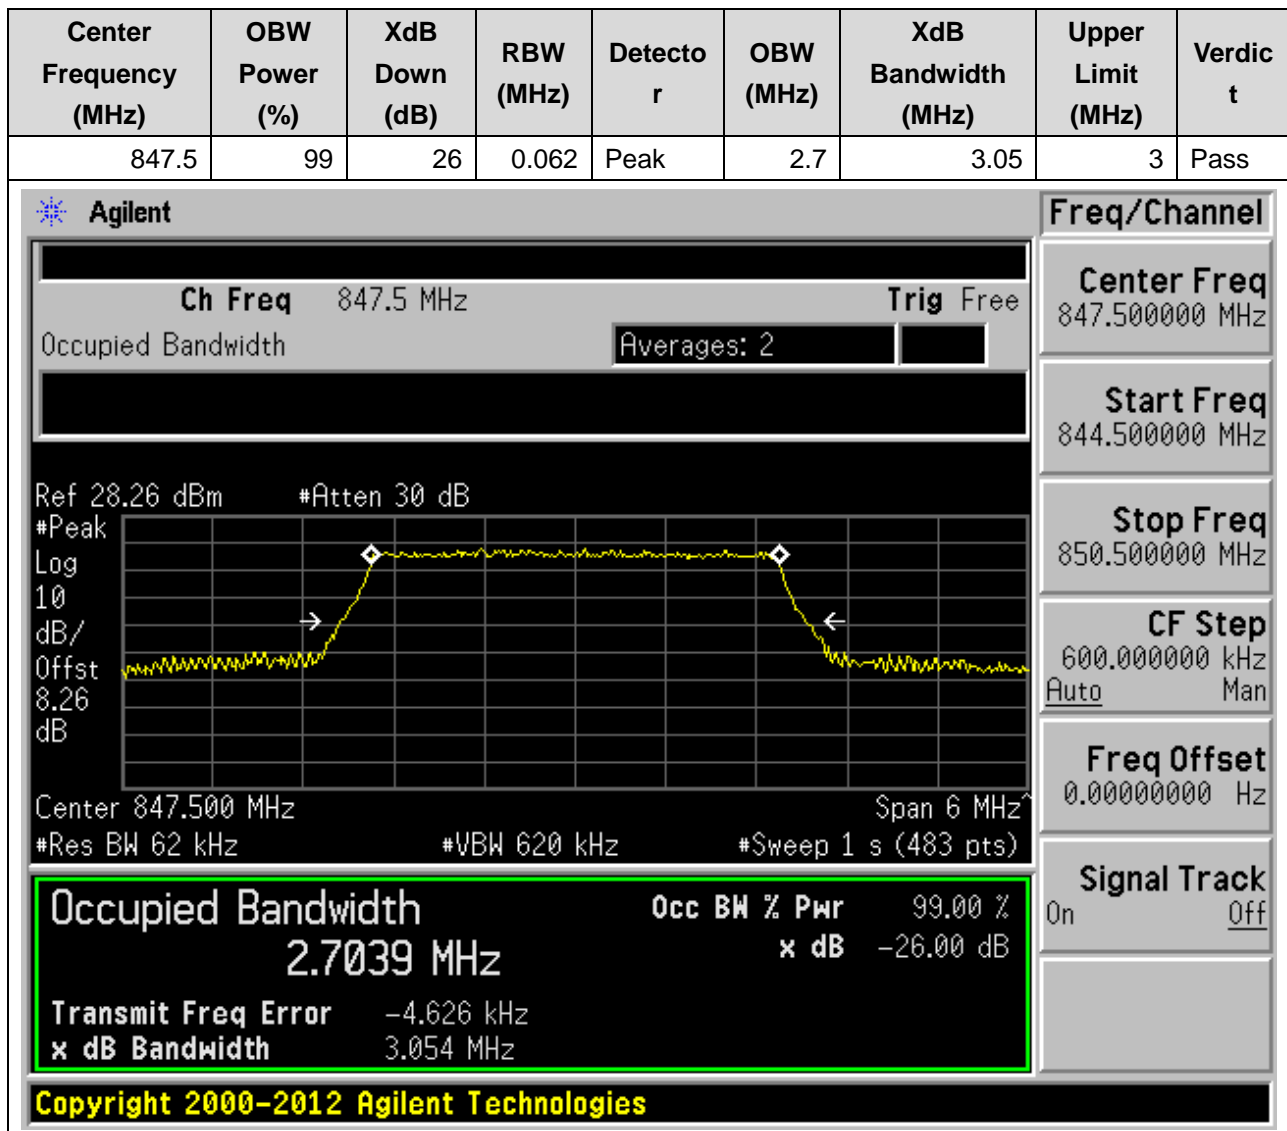 Center Frequency (MHz) OBW Power (%) XdB Down (dB) RBW (MHz) Detecto r OBW (MHz) XdB Bandwidth (MHz) Upper Limit (MHz) Verdic t
847.5 99 26 0.062 Peak 2.7 3.05 3 Pass
Agilent
Freq/Channel
Ch Freq 847.5 MHz Trig Free
Occupied Bandwidth Averages: 2
Ref 28.26 dBm #Atten 30 dB
#Peak
Log
10
dB/
Offst
8.26
dB
Center 847.500 MHz Span 6 MHz^
#Res BW 62 kHz #VBW 620 kHz #Sweep 1 s (483 pts)
Occupied Bandwidth Occ BW % Pwr 99.00 %
2.7039 MHz x dB -26.00 dB
Transmit Freq Error -4.626 kHz
x dB Bandwidth 3.054 MHz
Center Freq
847.500000 MHz
Start Freq
844.500000 MHz
Stop Freq
850.500000 MHz
CF Step
600.000000 kHz
Auto Man
Freq Offset
0.00000000 Hz
Signal Track
On Off
Copyright 2000-2012 Agilent Technologies